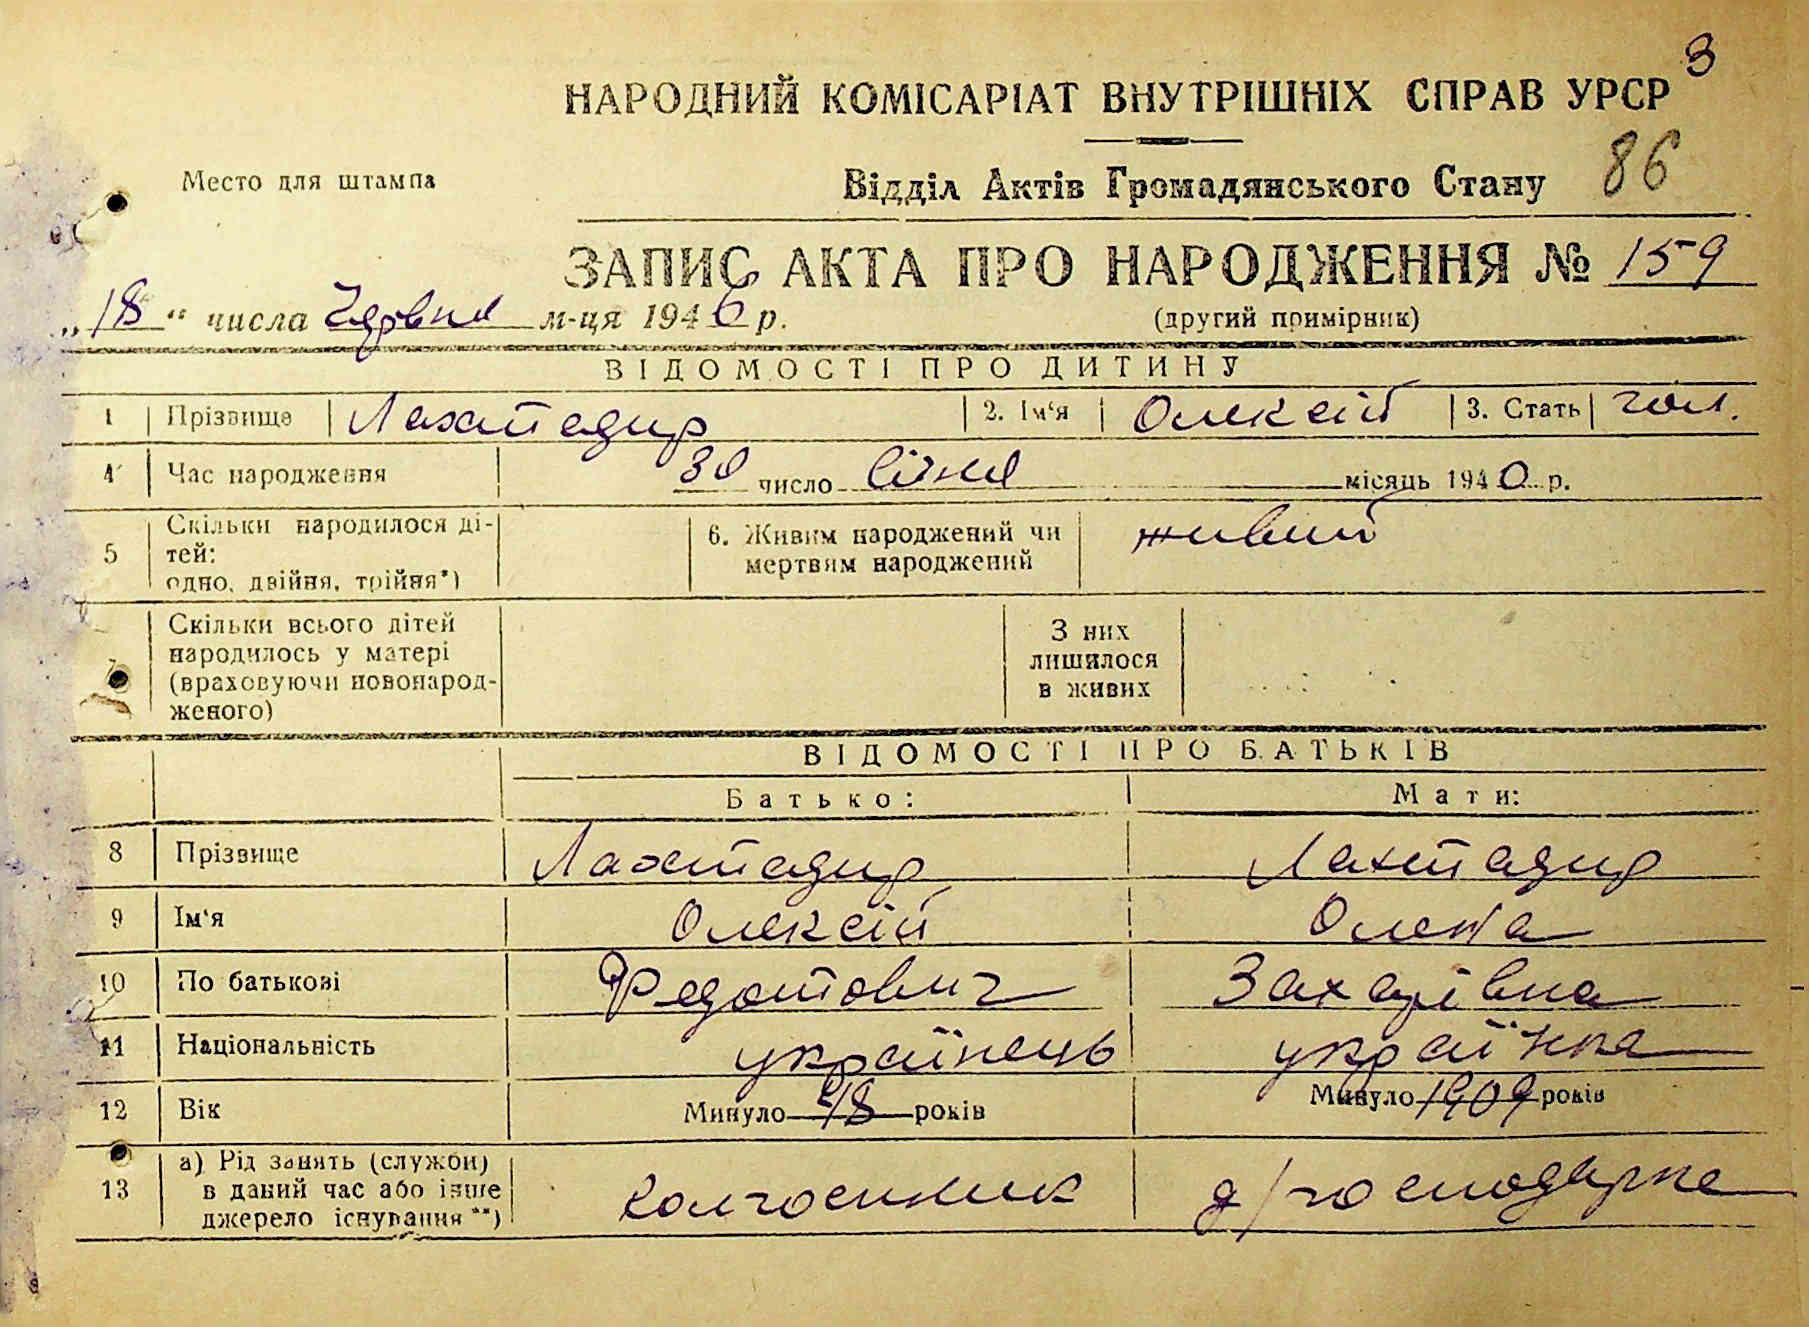 3
НАРОДНИЙ КОМІСАРІАТ ВНУТРІШНІХ СПРАВ УРСР
86
Место для штампа
Відділ Актів Громадянського Стану
ЗАПИС АКТА ПРО НАРОДЖЕННЯ № 159
„18“ числа Червня м-ця 1946 р.
(другий примірник)
ВІДОМОСТІ ПРО ДИТИНУ
1 Прізвище Лахтадир 2. Ім‘я Олексій 3. Стать чол.
4 Час народження 30 число Січня місяць 1940 р.
5 Скільки народилося ді-
тей:
одно, двійня, трійня*)
6. Живим народжений чи
мертвим народжений
живий
7 Скільки всього дітей
народилось у матері
(враховуючи новонарод-
женого)
З них
лишилося
в живих
ВІДОМОСТІ ПРО БАТЬКІВ
Батько: Мати:
8 Прізвище Лахтадир Лахтадир
9 Ім‘я Олексій Олена
10 По батькові Федотович Захарівна
11 Національність українець українка
12 Вік Минуло 48 років Минуло 1909 років
13 а) Рід занять (служби)
в даний час або інше
джерело існування**)
колгоспник д/господарка